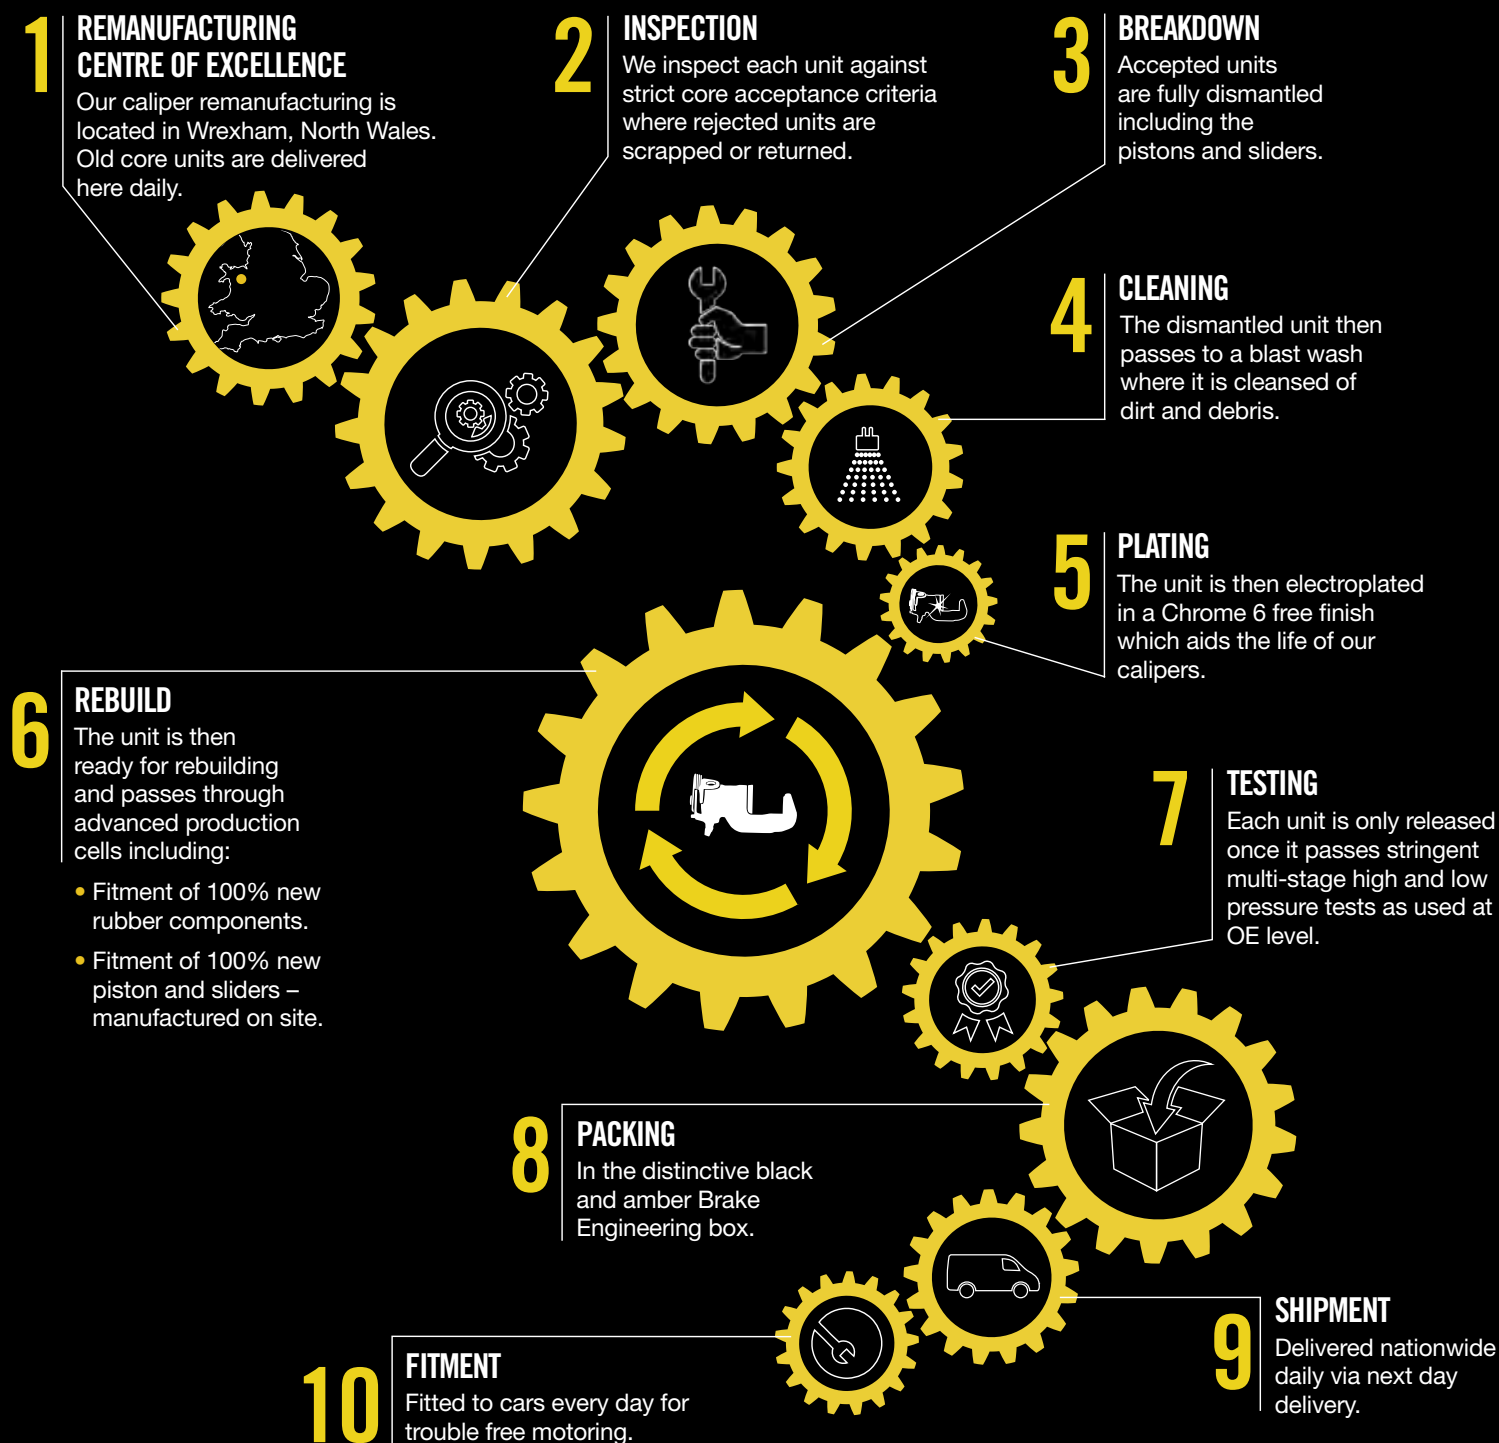 1
REMANUFACTURING
CENTRE OF EXCELLENCE
Our caliper remanufacturing is
located in Wrexham, North Wales.
Old core units are delivered
here daily.
2
INSPECTION
We inspect each unit against
strict core acceptance criteria
where rejected units are
scrapped or returned.
3
BREAKDOWN
Accepted units
are fully dismantled
including the
pistons and sliders.
4
CLEANING
The dismantled unit then
passes to a blast wash
where it is cleansed of
dirt and debris.
5
PLATING
The unit is then electroplated
in a Chrome 6 free finish
which aids the life of our
calipers.
6
REBUILD
The unit is then
ready for rebuilding
and passes through
advanced production
cells including:
• Fitment of 100% new
rubber components.
• Fitment of 100% new
piston and sliders –
manufactured on site.
7
TESTING
Each unit is only released
once it passes stringent
multi-stage high and low
pressure tests as used at
OE level.
8
PACKING
In the distinctive black
and amber Brake
Engineering box.
9
SHIPMENT
Delivered nationwide
daily via next day
delivery.
10
FITMENT
Fitted to cars every day for
trouble free motoring.